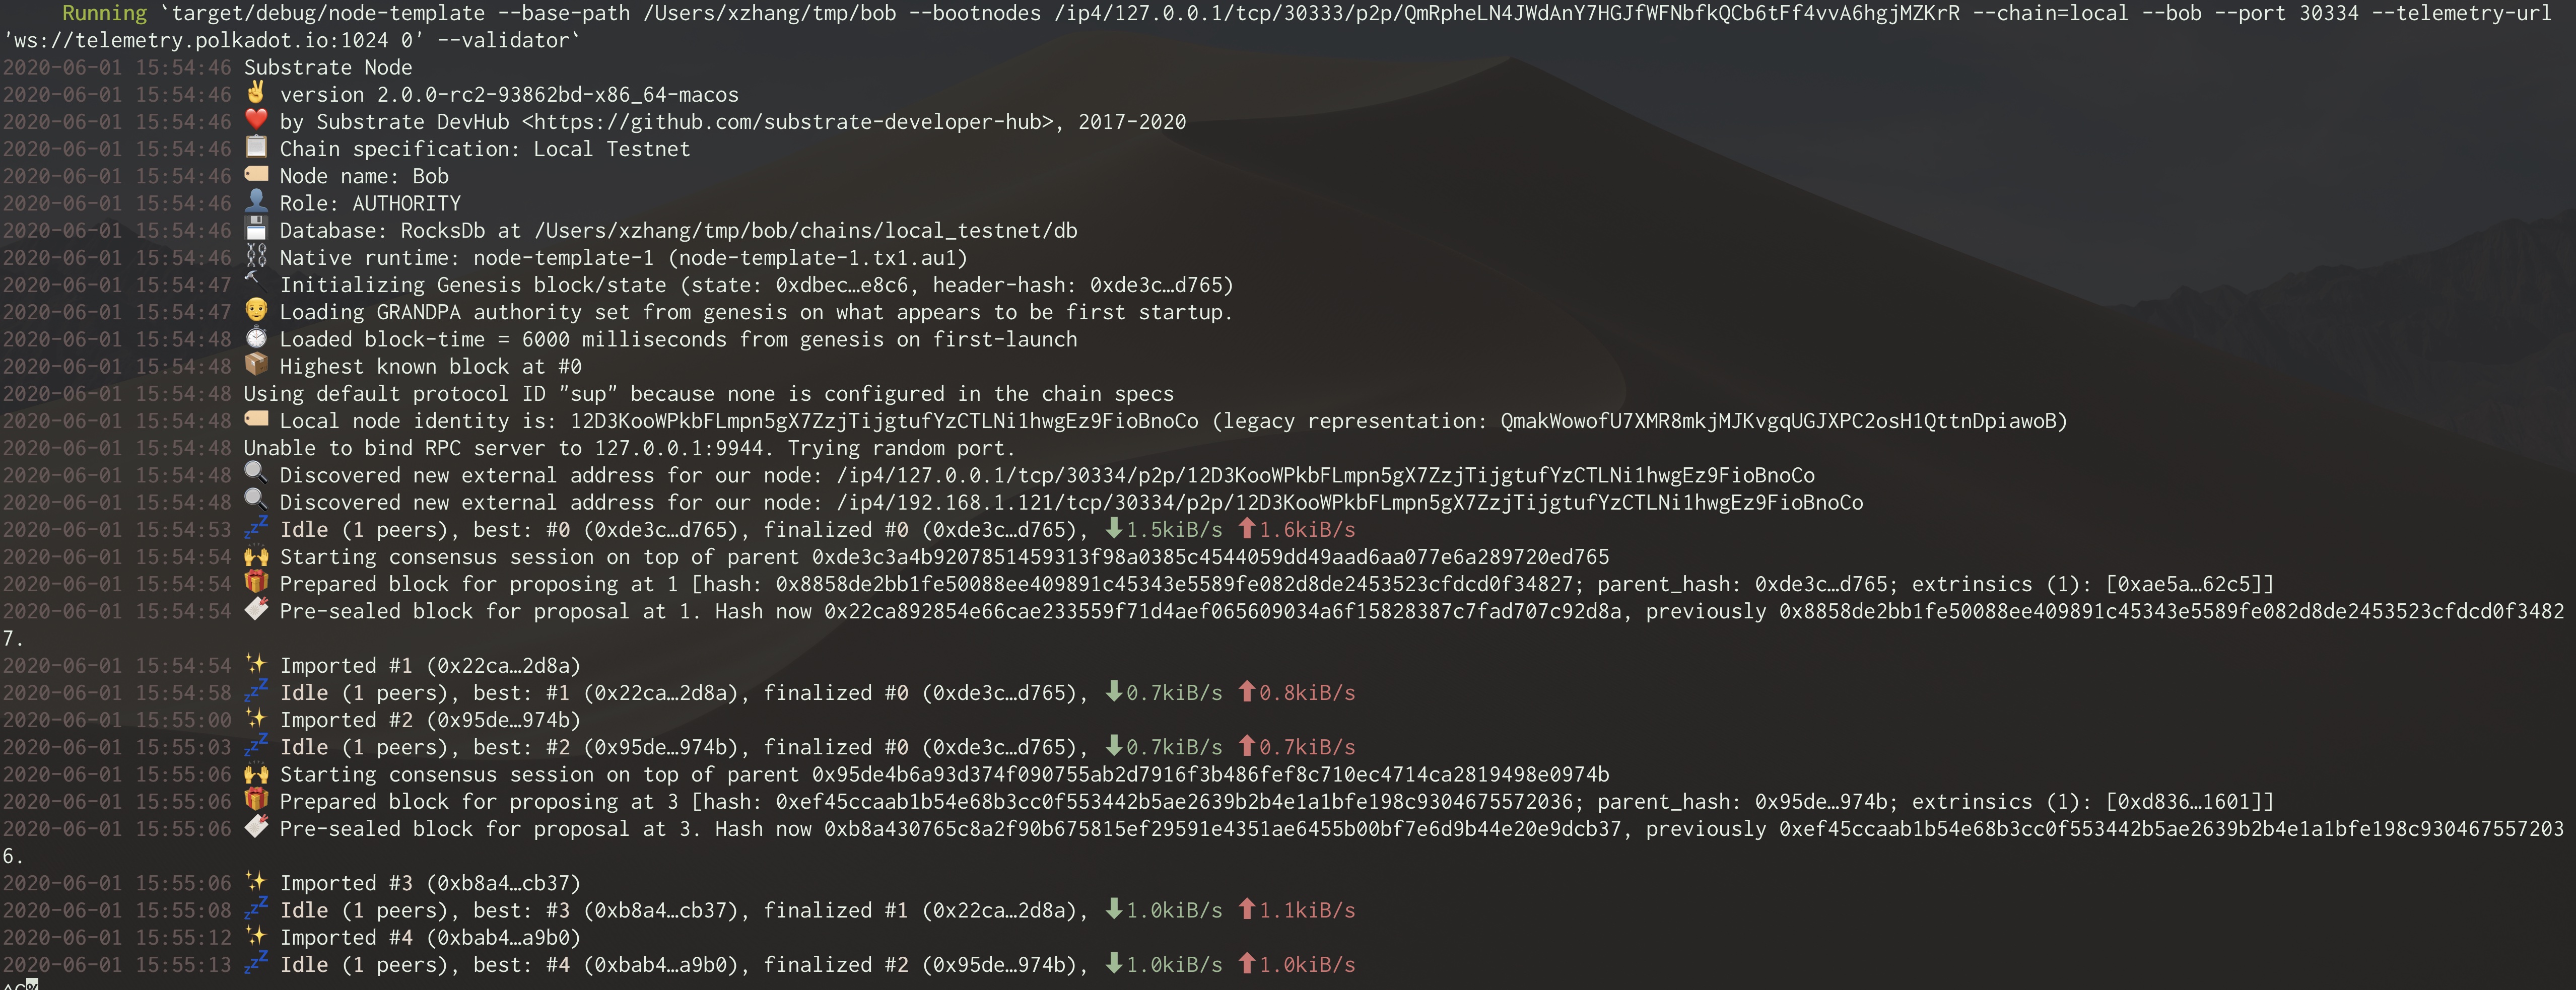 Running `target/debug/node-template --base-path /Users/xzhang/tmp/bob --bootnodes /ip4/127.0.0.1/tcp/30333/p2p/QmRpheLN4JWdAnY7HGJfWFNbfkQCb6tFf4vvA6hgjMZKrR --chain=local --bob --port 30334 --telemetry-url
'ws://telemetry.polkadot.io:1024 0' --validator`
2020-06-01 15:54:46 Substrate Node
2020-06-01 15:54:46 ✌️ version 2.0.0-rc2-93862bd-x86_64-macos
2020-06-01 15:54:46 ❤️ by Substrate DevHub <https://github.com/substrate-developer-hub>, 2017-2020
2020-06-01 15:54:46 📋 Chain specification: Local Testnet
2020-06-01 15:54:46 🏷 Node name: Bob
2020-06-01 15:54:46 👤 Role: AUTHORITY
2020-06-01 15:54:46 💾 Database: RocksDb at /Users/xzhang/tmp/bob/chains/local_testnet/db
2020-06-01 15:54:46 ⛓ Native runtime: node-template-1 (node-template-1.tx1.au1)
2020-06-01 15:54:47 🔨 Initializing Genesis block/state (state: 0xdbec…e8c6, header-hash: 0xde3c…d765)
2020-06-01 15:54:47 👴 Loading GRANDPA authority set from genesis on what appears to be first startup.
2020-06-01 15:54:48 ⏱ Loaded block-time = 6000 milliseconds from genesis on first-launch
2020-06-01 15:54:48 📦 Highest known block at #0
2020-06-01 15:54:48 Using default protocol ID "sup" because none is configured in the chain specs
2020-06-01 15:54:48 🏷 Local node identity is: 12D3KooWPkbFLmpn5gX7ZzjTijgtufYzCTLNi1hwgEz9FioBnoCo (legacy representation: QmakWowofU7XMR8mkjMJKvgqUGJXPC2osH1QttnDpiawoB)
2020-06-01 15:54:48 Unable to bind RPC server to 127.0.0.1:9944. Trying random port.
2020-06-01 15:54:48 🔍 Discovered new external address for our node: /ip4/127.0.0.1/tcp/30334/p2p/12D3KooWPkbFLmpn5gX7ZzjTijgtufYzCTLNi1hwgEz9FioBnoCo
2020-06-01 15:54:48 🔍 Discovered new external address for our node: /ip4/192.168.1.121/tcp/30334/p2p/12D3KooWPkbFLmpn5gX7ZzjTijgtufYzCTLNi1hwgEz9FioBnoCo
2020-06-01 15:54:53 💤 Idle (1 peers), best: #0 (0xde3c…d765), finalized #0 (0xde3c…d765), ⬇ 1.5kiB/s ⬆ 1.6kiB/s
2020-06-01 15:54:54 🙌 Starting consensus session on top of parent 0xde3c3a4b9207851459313f98a0385c4544059dd49aad6aa077e6a289720ed765
2020-06-01 15:54:54 🎁 Prepared block for proposing at 1 [hash: 0x8858de2bb1fe50088ee409891c45343e5589fe082d8de2453523cfdcd0f34827; parent_hash: 0xde3c…d765; extrinsics (1): [0xae5a…62c5]]
2020-06-01 15:54:54 🔖 Pre-sealed block for proposal at 1. Hash now 0x22ca892854e66cae233559f71d4aef065609034a6f15828387c7fad707c92d8a, previously 0x8858de2bb1fe50088ee409891c45343e5589fe082d8de2453523cfdcd0f3482
7.
2020-06-01 15:54:54 ✨ Imported #1 (0x22ca…2d8a)
2020-06-01 15:54:58 💤 Idle (1 peers), best: #1 (0x22ca…2d8a), finalized #0 (0xde3c…d765), ⬇ 0.7kiB/s ⬆ 0.8kiB/s
2020-06-01 15:55:00 ✨ Imported #2 (0x95de…974b)
2020-06-01 15:55:03 💤 Idle (1 peers), best: #2 (0x95de…974b), finalized #0 (0xde3c…d765), ⬇ 0.7kiB/s ⬆ 0.7kiB/s
2020-06-01 15:55:06 🙌 Starting consensus session on top of parent 0x95de4b6a93d374f090755ab2d7916f3b486fef8c710ec4714ca2819498e0974b
2020-06-01 15:55:06 🎁 Prepared block for proposing at 3 [hash: 0xef45ccaab1b54e68b3cc0f553442b5ae2639b2b4e1a1bfe198c9304675572036; parent_hash: 0x95de…974b; extrinsics (1): [0xd836…1601]]
2020-06-01 15:55:06 🔖 Pre-sealed block for proposal at 3. Hash now 0xb8a430765c8a2f90b675815ef29591e4351ae6455b00bf7e6d9b44e20e9dcb37, previously 0xef45ccaab1b54e68b3cc0f553442b5ae2639b2b4e1a1bfe198c930467557203
6.
2020-06-01 15:55:06 ✨ Imported #3 (0xb8a4…cb37)
2020-06-01 15:55:08 💤 Idle (1 peers), best: #3 (0xb8a4…cb37), finalized #1 (0x22ca…2d8a), ⬇ 1.0kiB/s ⬆ 1.1kiB/s
2020-06-01 15:55:12 ✨ Imported #4 (0xbab4…a9b0)
2020-06-01 15:55:13 💤 Idle (1 peers), best: #4 (0xbab4…a9b0), finalized #2 (0x95de…974b), ⬇ 1.0kiB/s ⬆ 1.0kiB/s